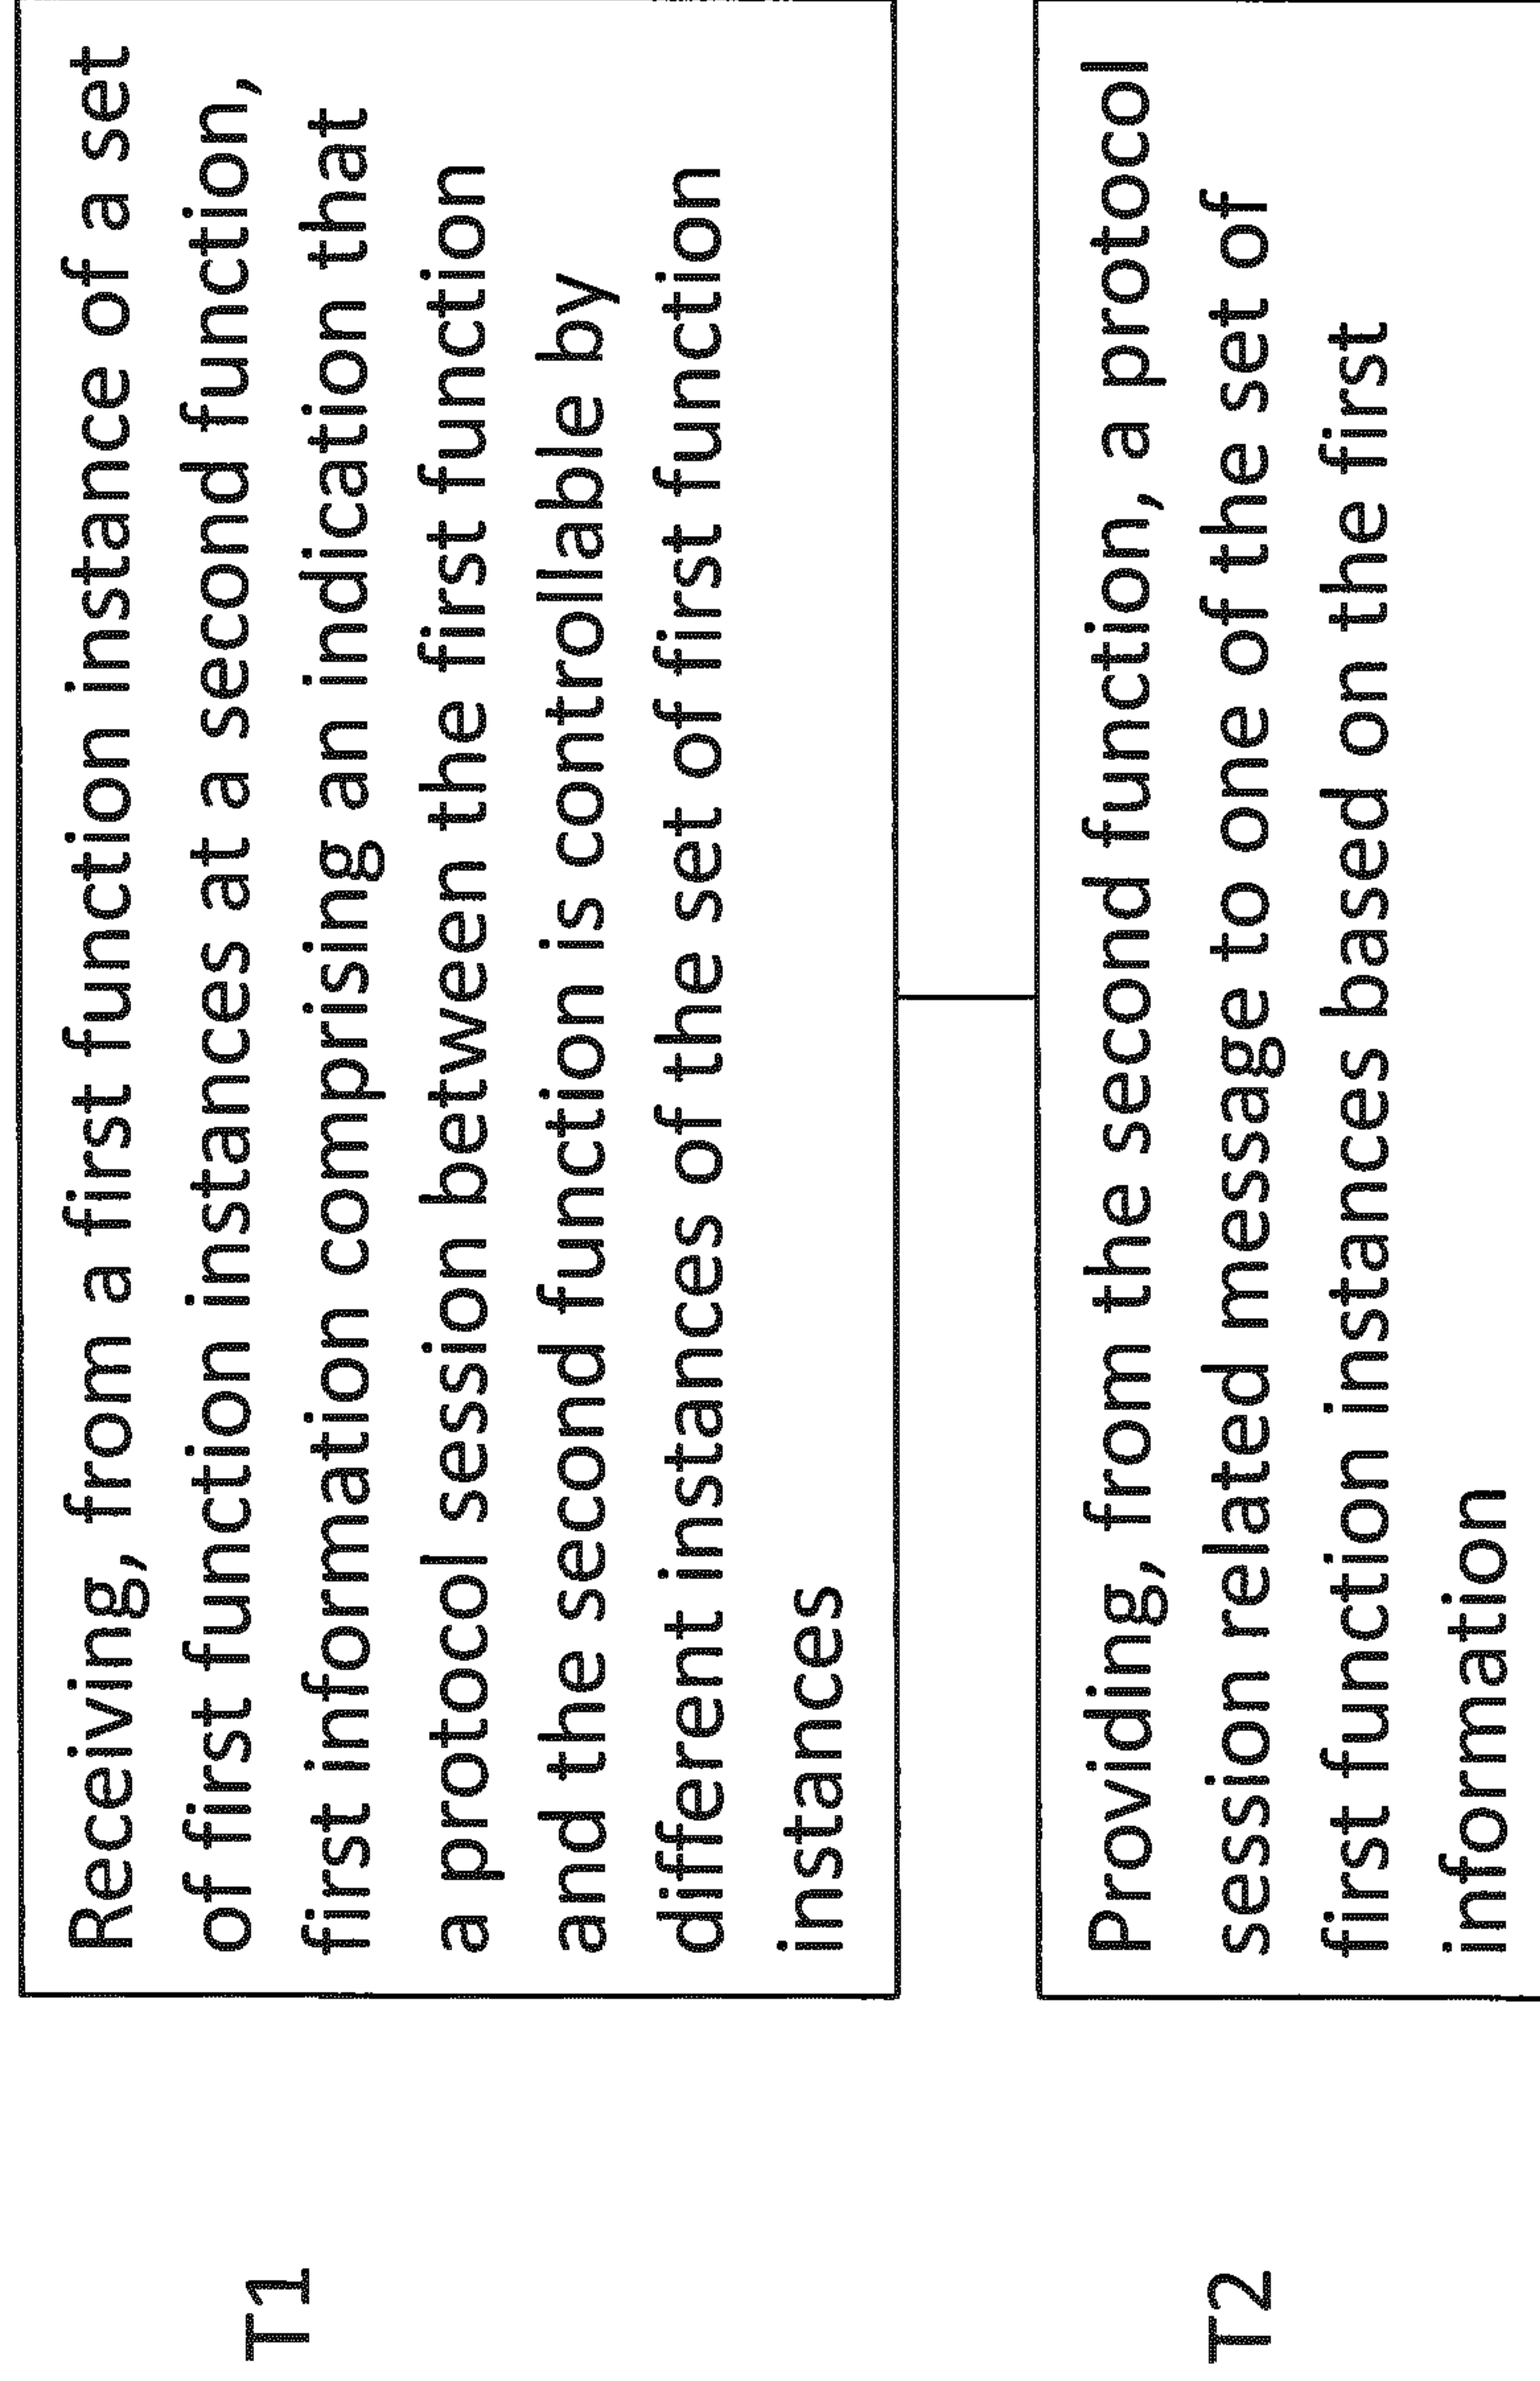 T1
Receiving, from a first function instance of a set
of first function instances at a second function,
first information comprising an indication that
a protocol session between the first function
and the second function is controllable by
different instances of the set of first function
instances
T2
Providing, from the second function, a protocol
session related message to one of the set of
first function instances based on the first
information